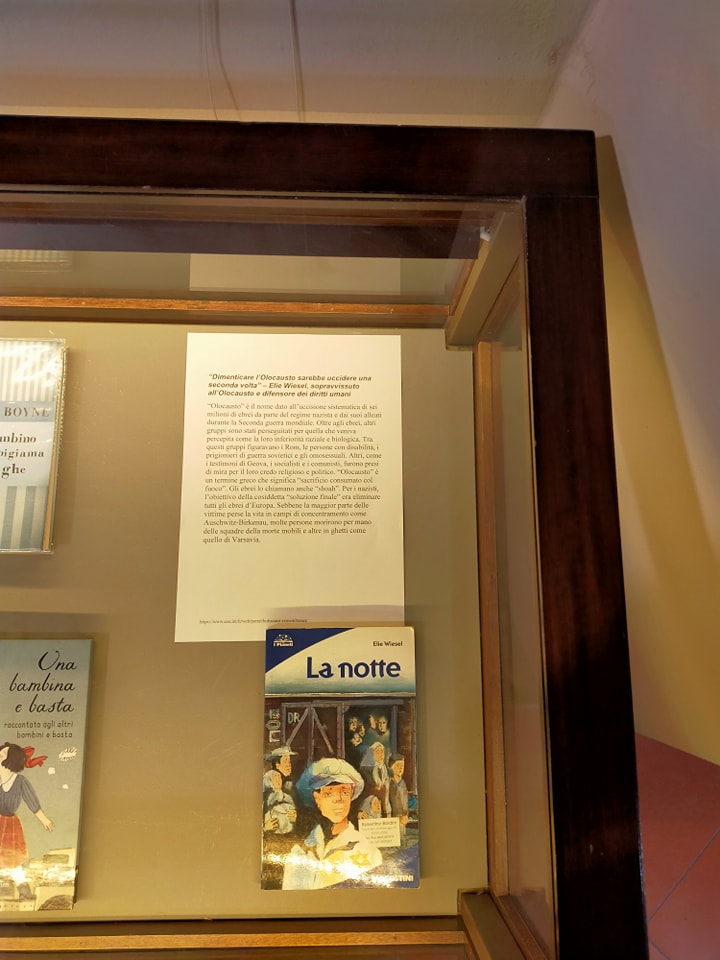 "Dimenticare l'Olocausto sarebbe uccidere una
seconda volta" – Elie Wiesel, sopravvissuto
all'Olocausto e difensore dei diritti umani
"Olocausto" è il nome dato all'uccisione sistematica di sei
milioni di ebrei da parte del regime nazista e dai suoi alleati
durante la Seconda guerra mondiale. Oltre agli ebrei, altri
gruppi sono stati perseguitati per quella che veniva
percepita come la loro inferiorità razziale e biologica. Tra
questi gruppi figuravano i Rom, le persone con disabilità, i
prigionieri di guerra sovietici e gli omosessuali. Altri, come
i testimoni di Geova, i socialisti e i comunisti, furono presi
di mira per il loro credo religioso e politico. "Olocausto" è
un termine greco che significa "sacrificio consumato col
fuoco". Gli ebrei lo chiamano anche "shoah". Per i nazisti,
l'obiettivo della cosiddetta "soluzione finale" era eliminare
tutti gli ebrei d'Europa. Sebbene la maggior parte delle
vittime perse la vita in campi di concentramento come
Auschwitz-Birkenau, molte persone morirono per mano
delle squadre della morte mobili e altre in ghetti come
quello di Varsavia.
BOYNE
mbino
pigiama
ghe
Una
bambina
e basta
raccontato agli altri
bambini e basta
I Pianeti
Elie Wiesel
La notte
DR